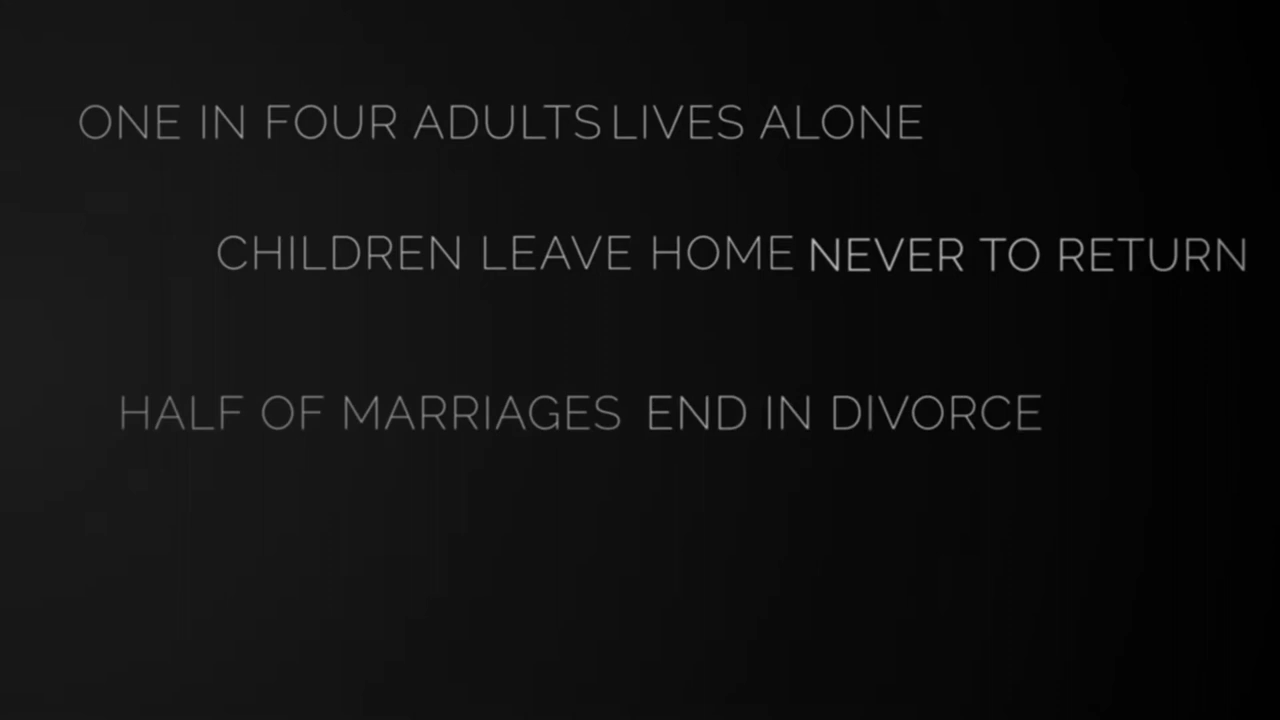 ONE IN FOUR ADULTS LIVES ALONE
CHILDREN LEAVE HOME NEVER TO RETURN
HALF OF MARRIAGES END IN DIVORCE